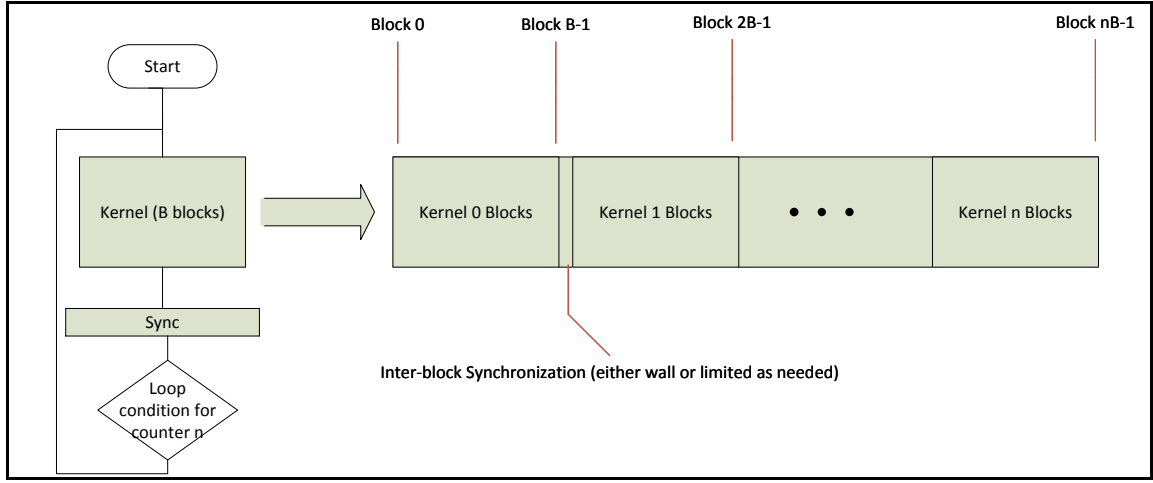 Block 0
Block B-1
Block 2B-1
Block nB-1
Start
Kernel (B blocks)
Kernel 0 Blocks
Kernel 1 Blocks
• • •
Kernel n Blocks
Sync
Inter-block Synchronization (either wall or limited as needed)
Loop
condition for
counter n